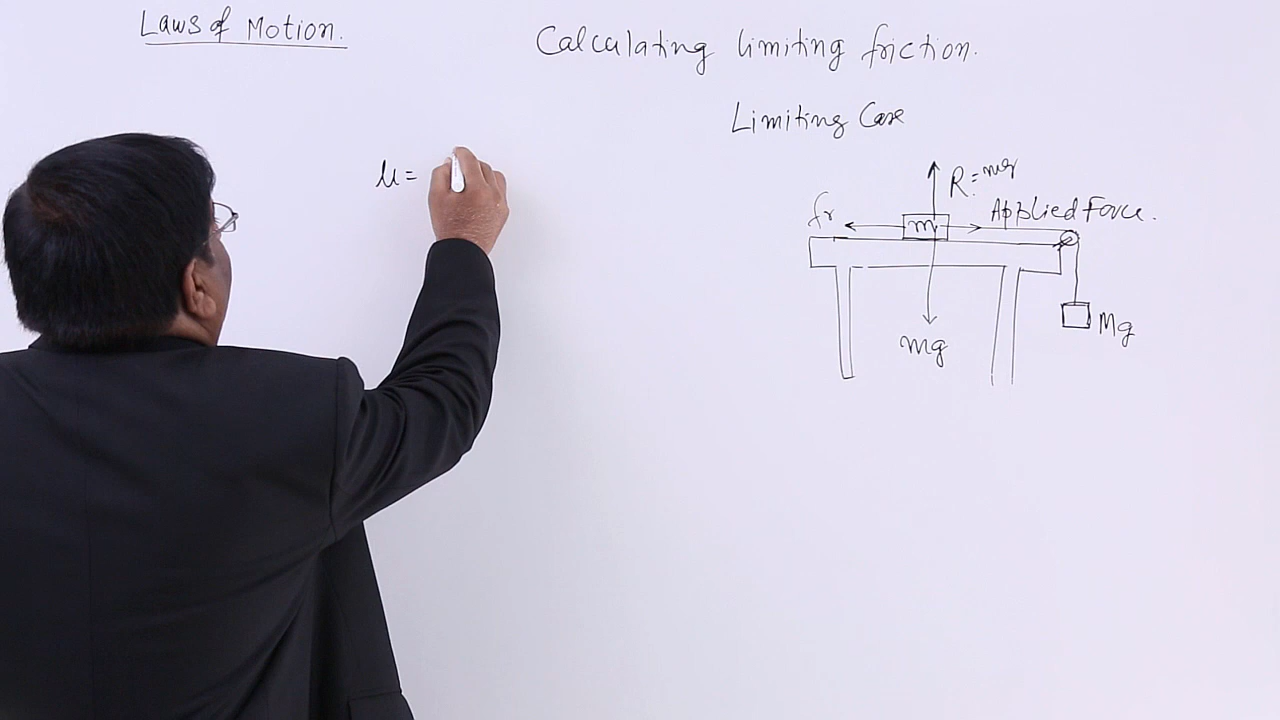 Laws of Motion.
Calculating limiting friction.
Limiting Case
μ=
R = mg
Applied Force.
fr
m
Mg
mg